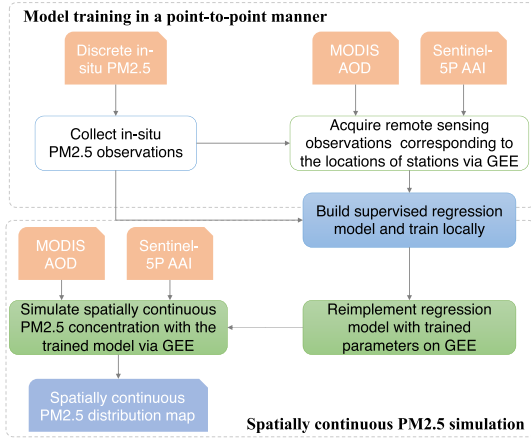 Model training in a point-to-point manner
Discrete in-
situ PM2.5
MODIS
AOD
Sentinel-
5P AAI
Collect in-situ
PM2.5 observations
Acquire remote sensing
observations corresponding to
the locations of stations via GEE
Build supervised regression
model and train locally
MODIS
AOD
Sentinel-
5P AAI
Simulate spatially continuous
PM2.5 concentration with the
trained model via GEE
Reimplement regression
model with trained
parameters on GEE
Spatially continuous
PM2.5 distribution map
Spatially continuous PM2.5 simulation